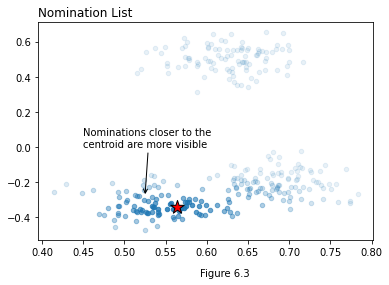 Nomination List
0.6
0.4
0.2
0.0
−0.2
−0.4
Nominations closer to the
centroid are more visible
0.40 0.45 0.50 0.55 0.60 0.65 0.70 0.75 0.80
Figure 6.3